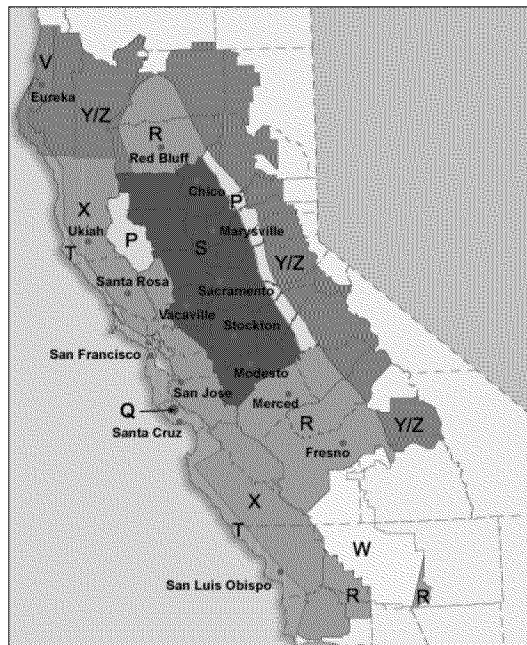 V
Eureka
Y/Z
R
Red Bluff
Chico
P
X
Ukiah
P
Marysville
T
S
Y/Z
Santa Rosa
Sacramento
Vacaville
Stockton
San Francisco
Modesto
San Jose
Merced
Q
R
Y/Z
Santa Cruz
Fresno
X
T
W
San Luis Obispo
R
R